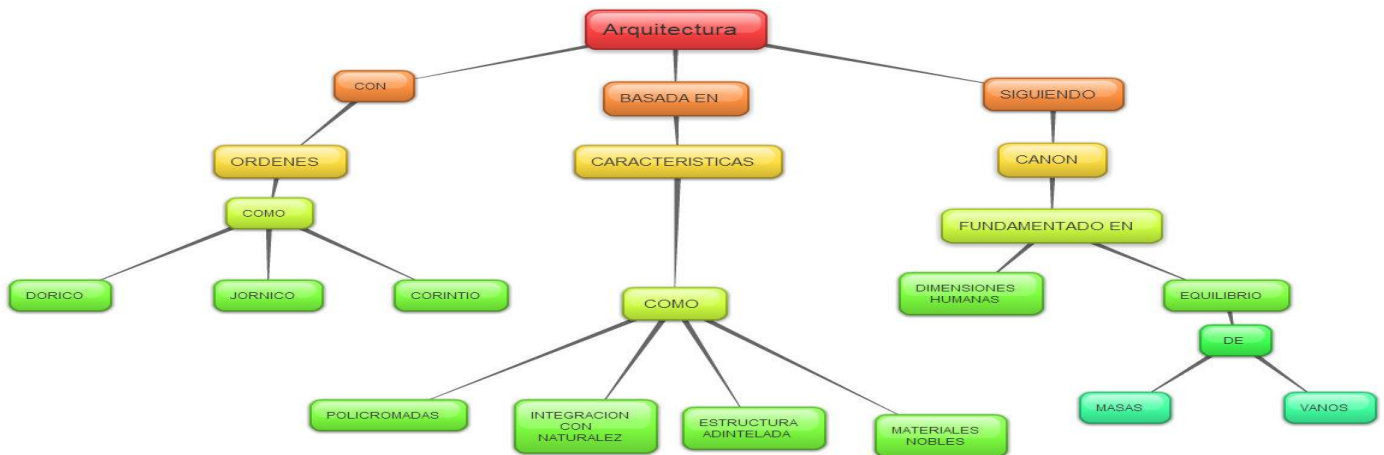 Arquitectura
CON
BASADA EN
SIGUIENDO
ORDENES
CARACTERISTICAS
CANON
COMO
FUNDAMENTADO EN
DORICO
JORNICO
CORINTIO
COMO
DIMENSIONES
HUMANAS
EQUILIBRIO
DE
POLICROMADAS
INTEGRACION
CON
NATURALEZ
ESTRUCTURA
ADINTELADA
MATERIALES
NOBLES
MASAS
VANOS